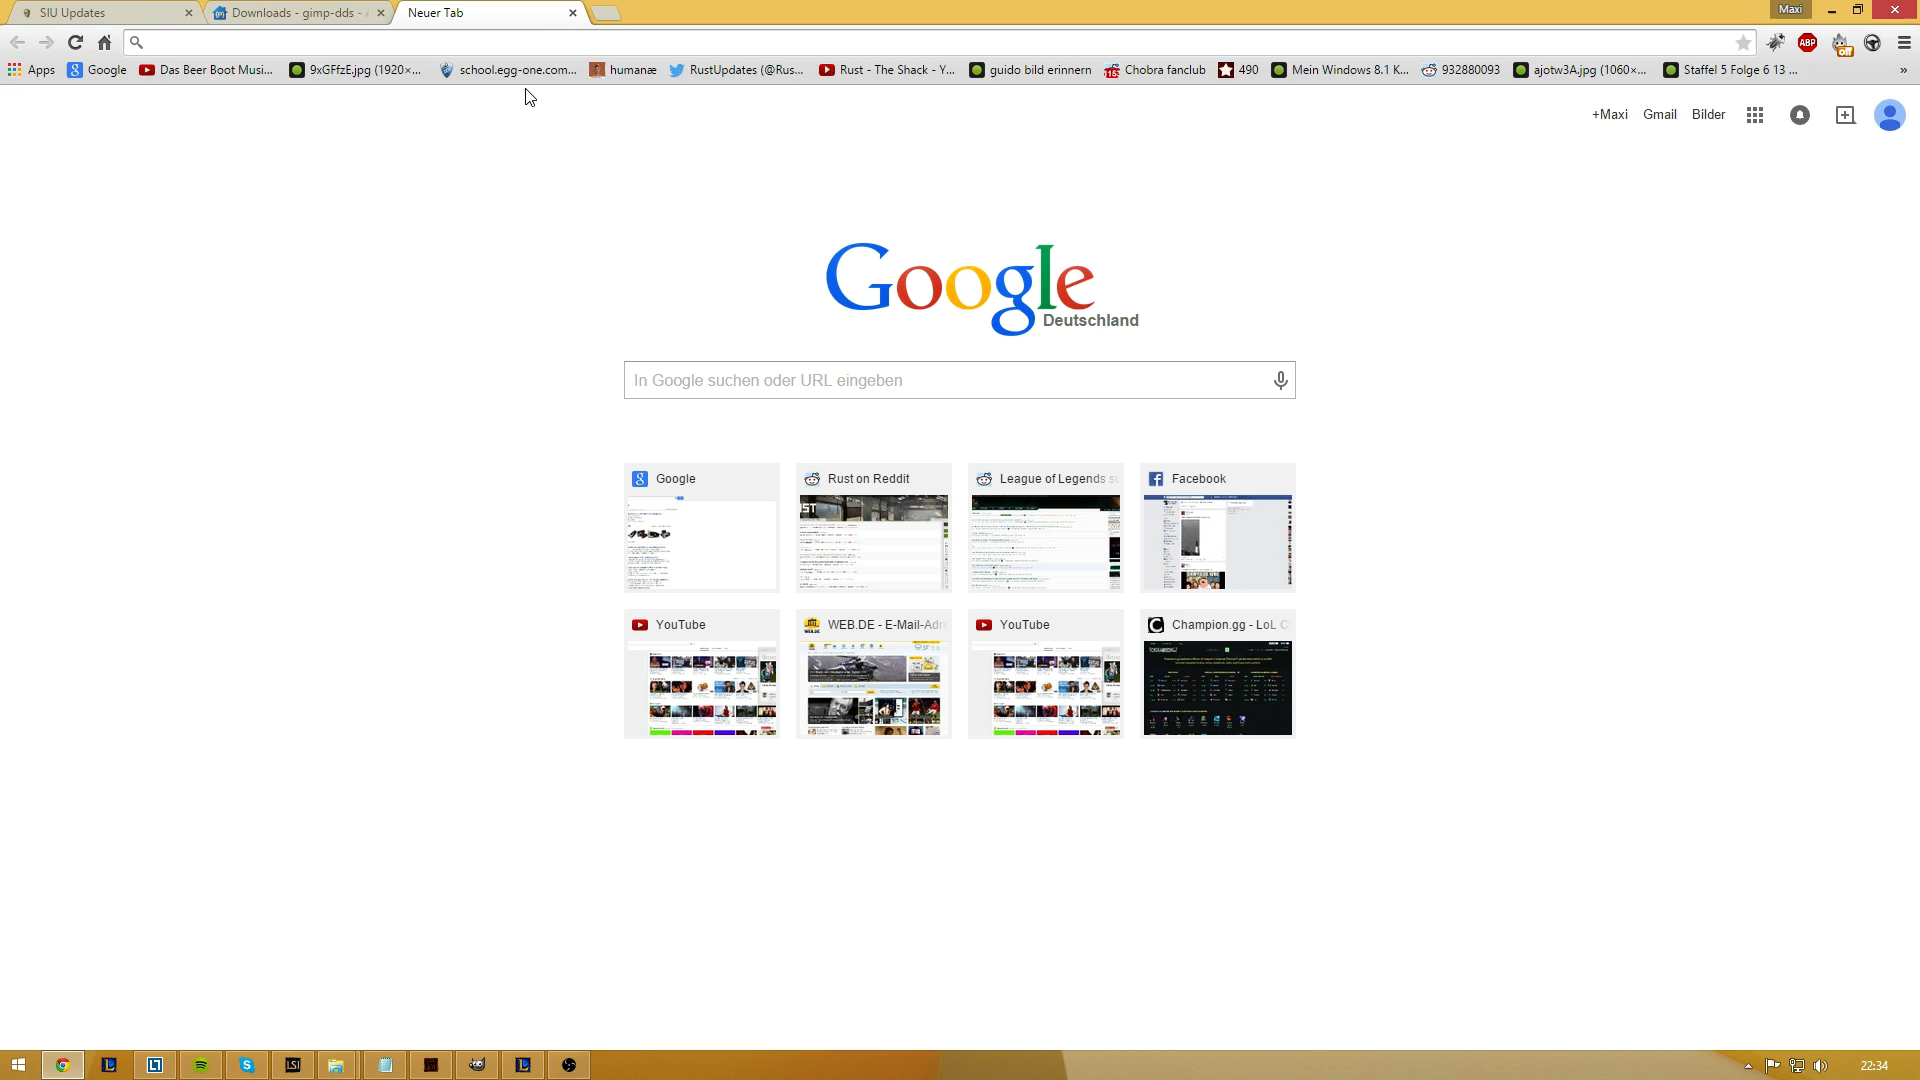 SIU Updates
Downloads - gimp-dds -
Neuer Tab
Maxi
Apps
Google
Das Beer Boot Musi...
9xGFfzE.jpg (1920×...
school.egg-one.com...
humanæ
RustUpdates (@Rus...
Rust - The Shack - Y...
guido bild erinnern
Chobra fanclub
490
Mein Windows 8.1 K...
932880093
ajotw3A.jpg (1060×...
Staffel 5 Folge 6 13 ...
»
ABP
off
+Maxi
Gmail
Bilder
Google
Deutschland
In Google suchen oder URL eingeben
Google
Rust on Reddit
League of Legends
Facebook
YouTube
WEB.DE - E-Mail-Adr
YouTube
Champion.gg - LoL
LSI
22:34